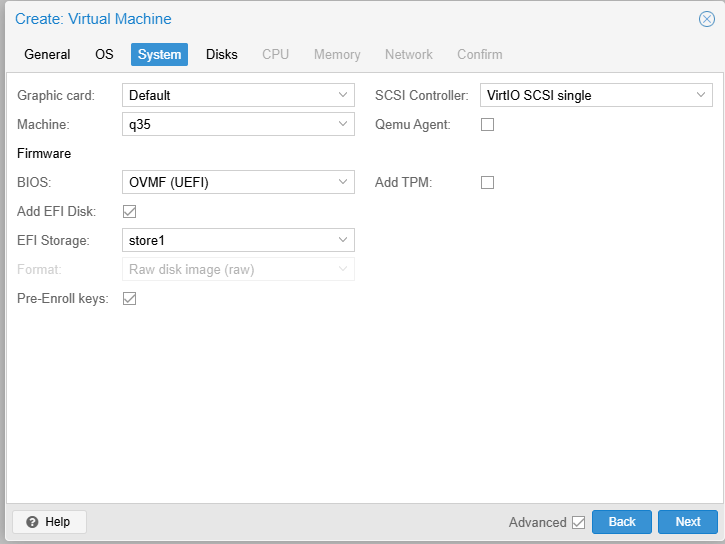 Create: Virtual Machine
General OS System Disks CPU Memory Network Confirm
Graphic card: Default SCSI Controller: VirtIO SCSI single
Machine: q35 Qemu Agent:
Firmware
BIOS: OVMF (UEFI) Add TPM:
Add EFI Disk:
EFI Storage: store1
Format: Raw disk image (raw)
Pre-Enroll keys:
? Help Advanced Back Next